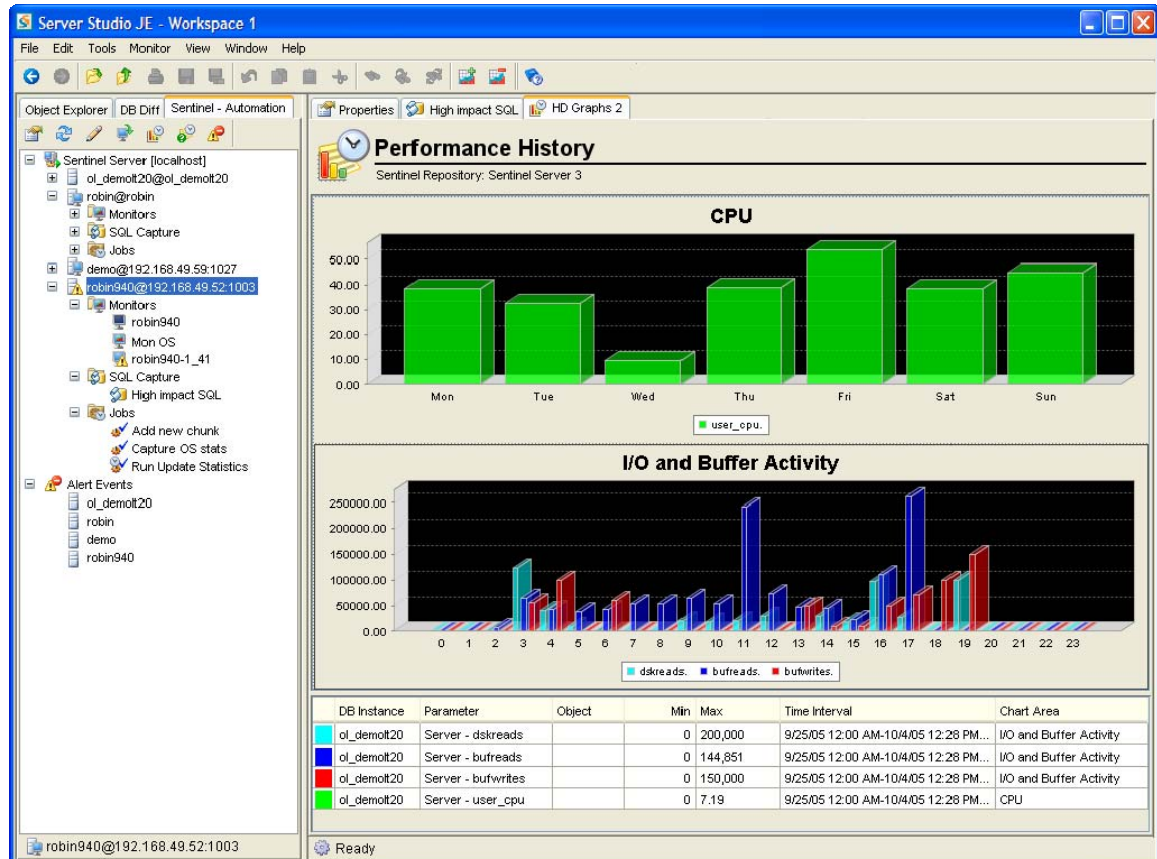 Server Studio JE - Workspace 1
File Edit Tools Monitor View Window Help
Object Explorer DB Diff Sentinel - Automation
Properties High impact SQL HD Graphs 2
Sentinel Server [localhost]
ol_demolt20@ol_demolt20
robin@robin
Monitors
SQL Capture
Jobs
demo@192.168.49.59:1027
robin940@192.168.49.52:1003
Monitors
robin940
Mon OS
robin940-1_41
SQL Capture
High impact SQL
Jobs
Add new chunk
Capture OS stats
Run Update Statistics
Alert Events
ol_demolt20
robin
demo
robin940
Performance History
Sentinel Repository: Sentinel Server 3
CPU
50.00
40.00
30.00
20.00
10.00
0.00
Mon Tue Wed Thu Fri Sat Sun
user_cpu.
I/O and Buffer Activity
250000.00
200000.00
150000.00
100000.00
50000.00
0.00
0 1 2 3 4 5 6 7 8 9 10 11 12 13 14 15 16 17 18 19 20 21 22 23
dskreads. bufreads. bufwrites.
DB Instance Parameter Object Min Max Time Interval Chart Area
ol_demolt20 Server - dskreads 0 200,000 9/25/05 12:00 AM-10/4/05 12:28 PM... I/O and Buffer Activity
ol_demolt20 Server - bufreads 0 144,851 9/25/05 12:00 AM-10/4/05 12:28 PM... I/O and Buffer Activity
ol_demolt20 Server - bufwrites 0 150,000 9/25/05 12:00 AM-10/4/05 12:28 PM... I/O and Buffer Activity
ol_demolt20 Server - user_cpu 0 7.19 9/25/05 12:00 AM-10/4/05 12:28 PM... CPU
robin940@192.168.49.52:1003
Ready